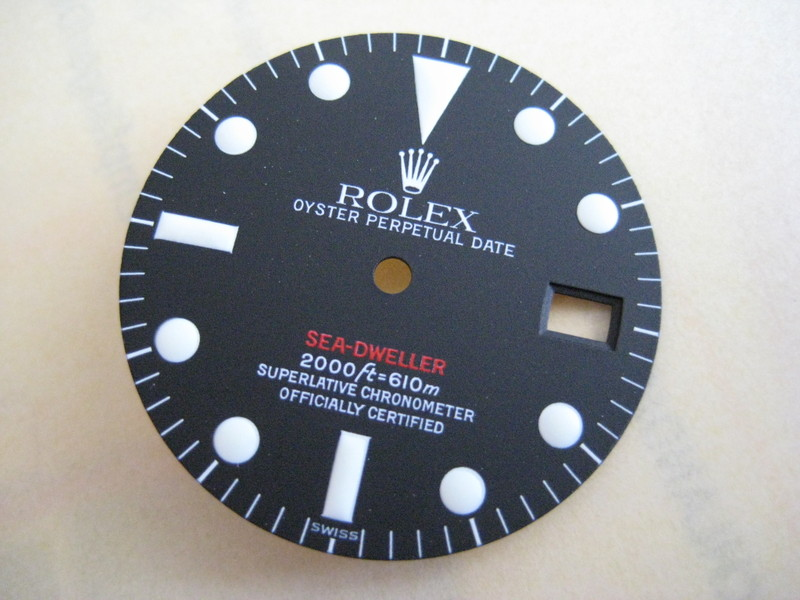 ROLEX
OYSTER PERPETUAL DATE
SEA-DWELLER
2000ft=610m
SUPERLATIVE CHRONOMETER
OFFICIALLY CERTIFIED
SWISS